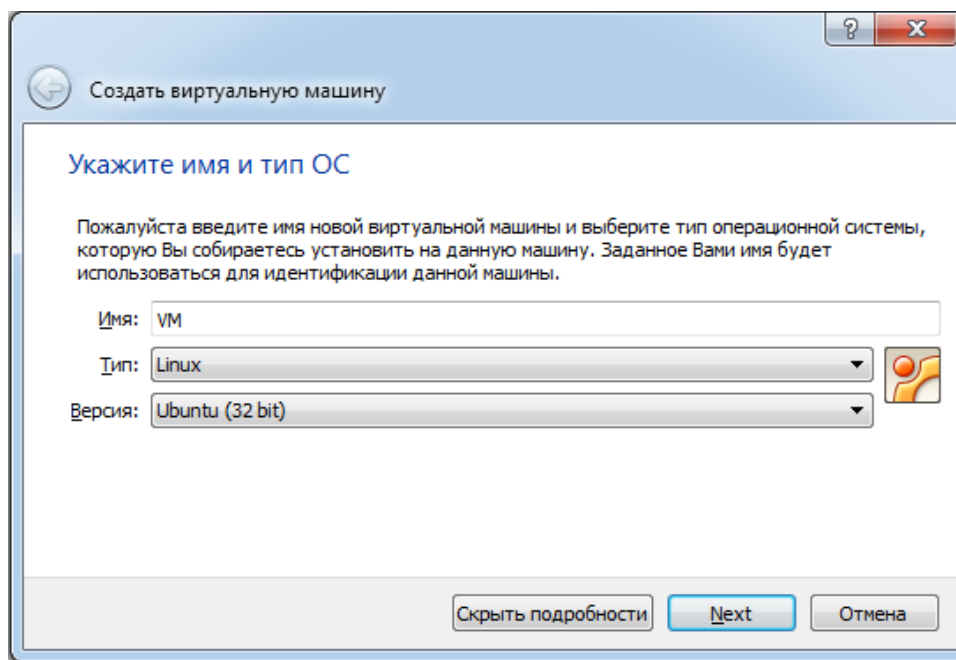 ?
x
Создать виртуальную машину
Укажите имя и тип ОС
Пожалуйста введите имя новой виртуальной машины и выберите тип операционной системы,
которую Вы собираетесь установить на данную машину. Заданное Вами имя будет
использоваться для идентификации данной машины.
Имя: VM
Тип: Linux
Версия: Ubuntu (32 bit)
Скрыть подробности Next Отмена